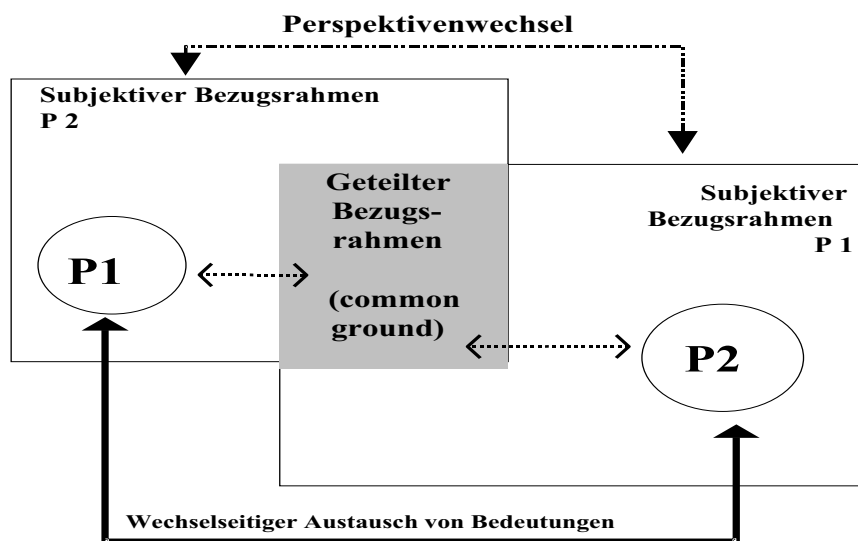 Perspektivenwechsel
Subjektiver Bezugsrahmen
P 2
Geteilter
Bezugs-
rahmen
(common
ground)
Subjektiver
Bezugsrahmen
P 1
P1
P2
Wechselseitiger Austausch von Bedeutungen